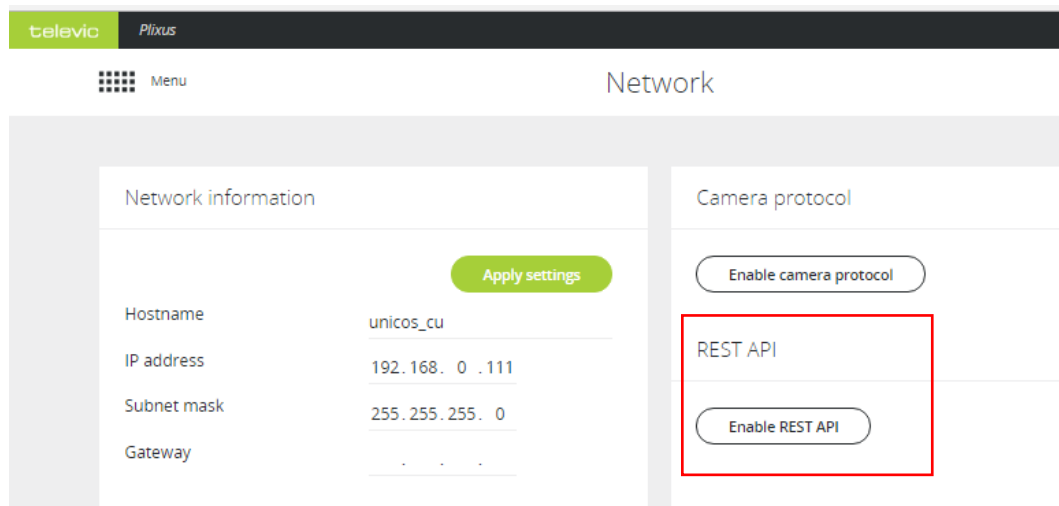 televic Plixus
Menu
Network
Network information
Apply settings
Hostname unicos_cu
IP address 192.168. 0 .111
Subnet mask 255.255.255. 0
Gateway . . .
Camera protocol
Enable camera protocol
REST API
Enable REST API